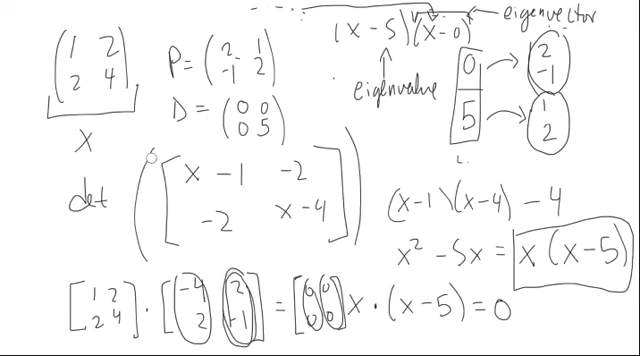 (x - 5)(x - 0) eigenvector
(1 2
2 4)
X
P = (2 1
-1 2)
D = (0 0
0 5)
eigenvalue
0 → (2
-1)
5 → (1
2)
det ([x - 1 -2
-2 x - 4])
(x - 1)(x - 4) - 4
x² - 5x = x(x - 5)
[1 2
2 4] · [-4 2
2 -1] = [0 0
0 0]
x · (x - 5) = 0